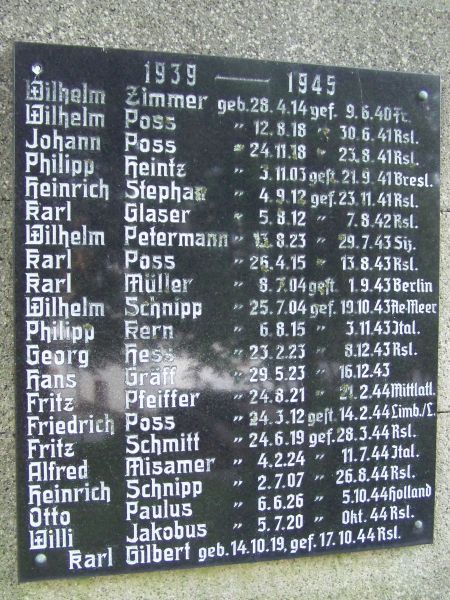 1939 — 1945
Wilhelm Zimmer geb. 28.4.14 gef. 9.6.40 Fr.
Wilhelm Poss " 12.8.18 " 30.6.41 Rsl.
Johann Poss " 24.11.18 " 23.8.41 Rsl.
Philipp Heintz " 3.11.03 gest. 21.9.41 Bresl.
Heinrich Stephan " 4.9.12 gef. 23.11.41 Rsl.
Karl Glaser " 5.8.12 " 7.8.42 Rsl.
Wilhelm Petermann " 13.8.23 " 29.7.43 Siz.
Karl Poss " 26.4.15 " 13.8.43 Rsl.
Karl Müller " 8.7.04 gest. 1.9.43 Berlin
Wilhelm Schnipp " 25.7.04 gef. 19.10.43 Ae Meer
Philipp Kern " 6.8.15 " 3.11.43 Ital.
Georg Hess " 23.2.23 " 8.12.43 Rsl.
Hans Gräff " 29.5.23 " 16.12.43
Fritz Pfeiffer " 24.8.21 " 21.2.44 Mittlatl.
Friedrich Poss " 24.3.12 gest. 14.2.44 Limb./L.
Fritz Schmitt " 24.6.19 gef. 28.3.44 Rsl.
Alfred Misamer " 4.2.24 " 11.7.44 Ital.
Heinrich Schnipp " 2.7.07 " 26.8.44 Rsl.
Otto Paulus " 6.6.26 " 5.10.44 Holland
Willi Jakobus " 5.7.20 " Okt. 44 Rsl.
Karl Gilbert geb. 14.10.19, gef. 17.10.44 Rsl.